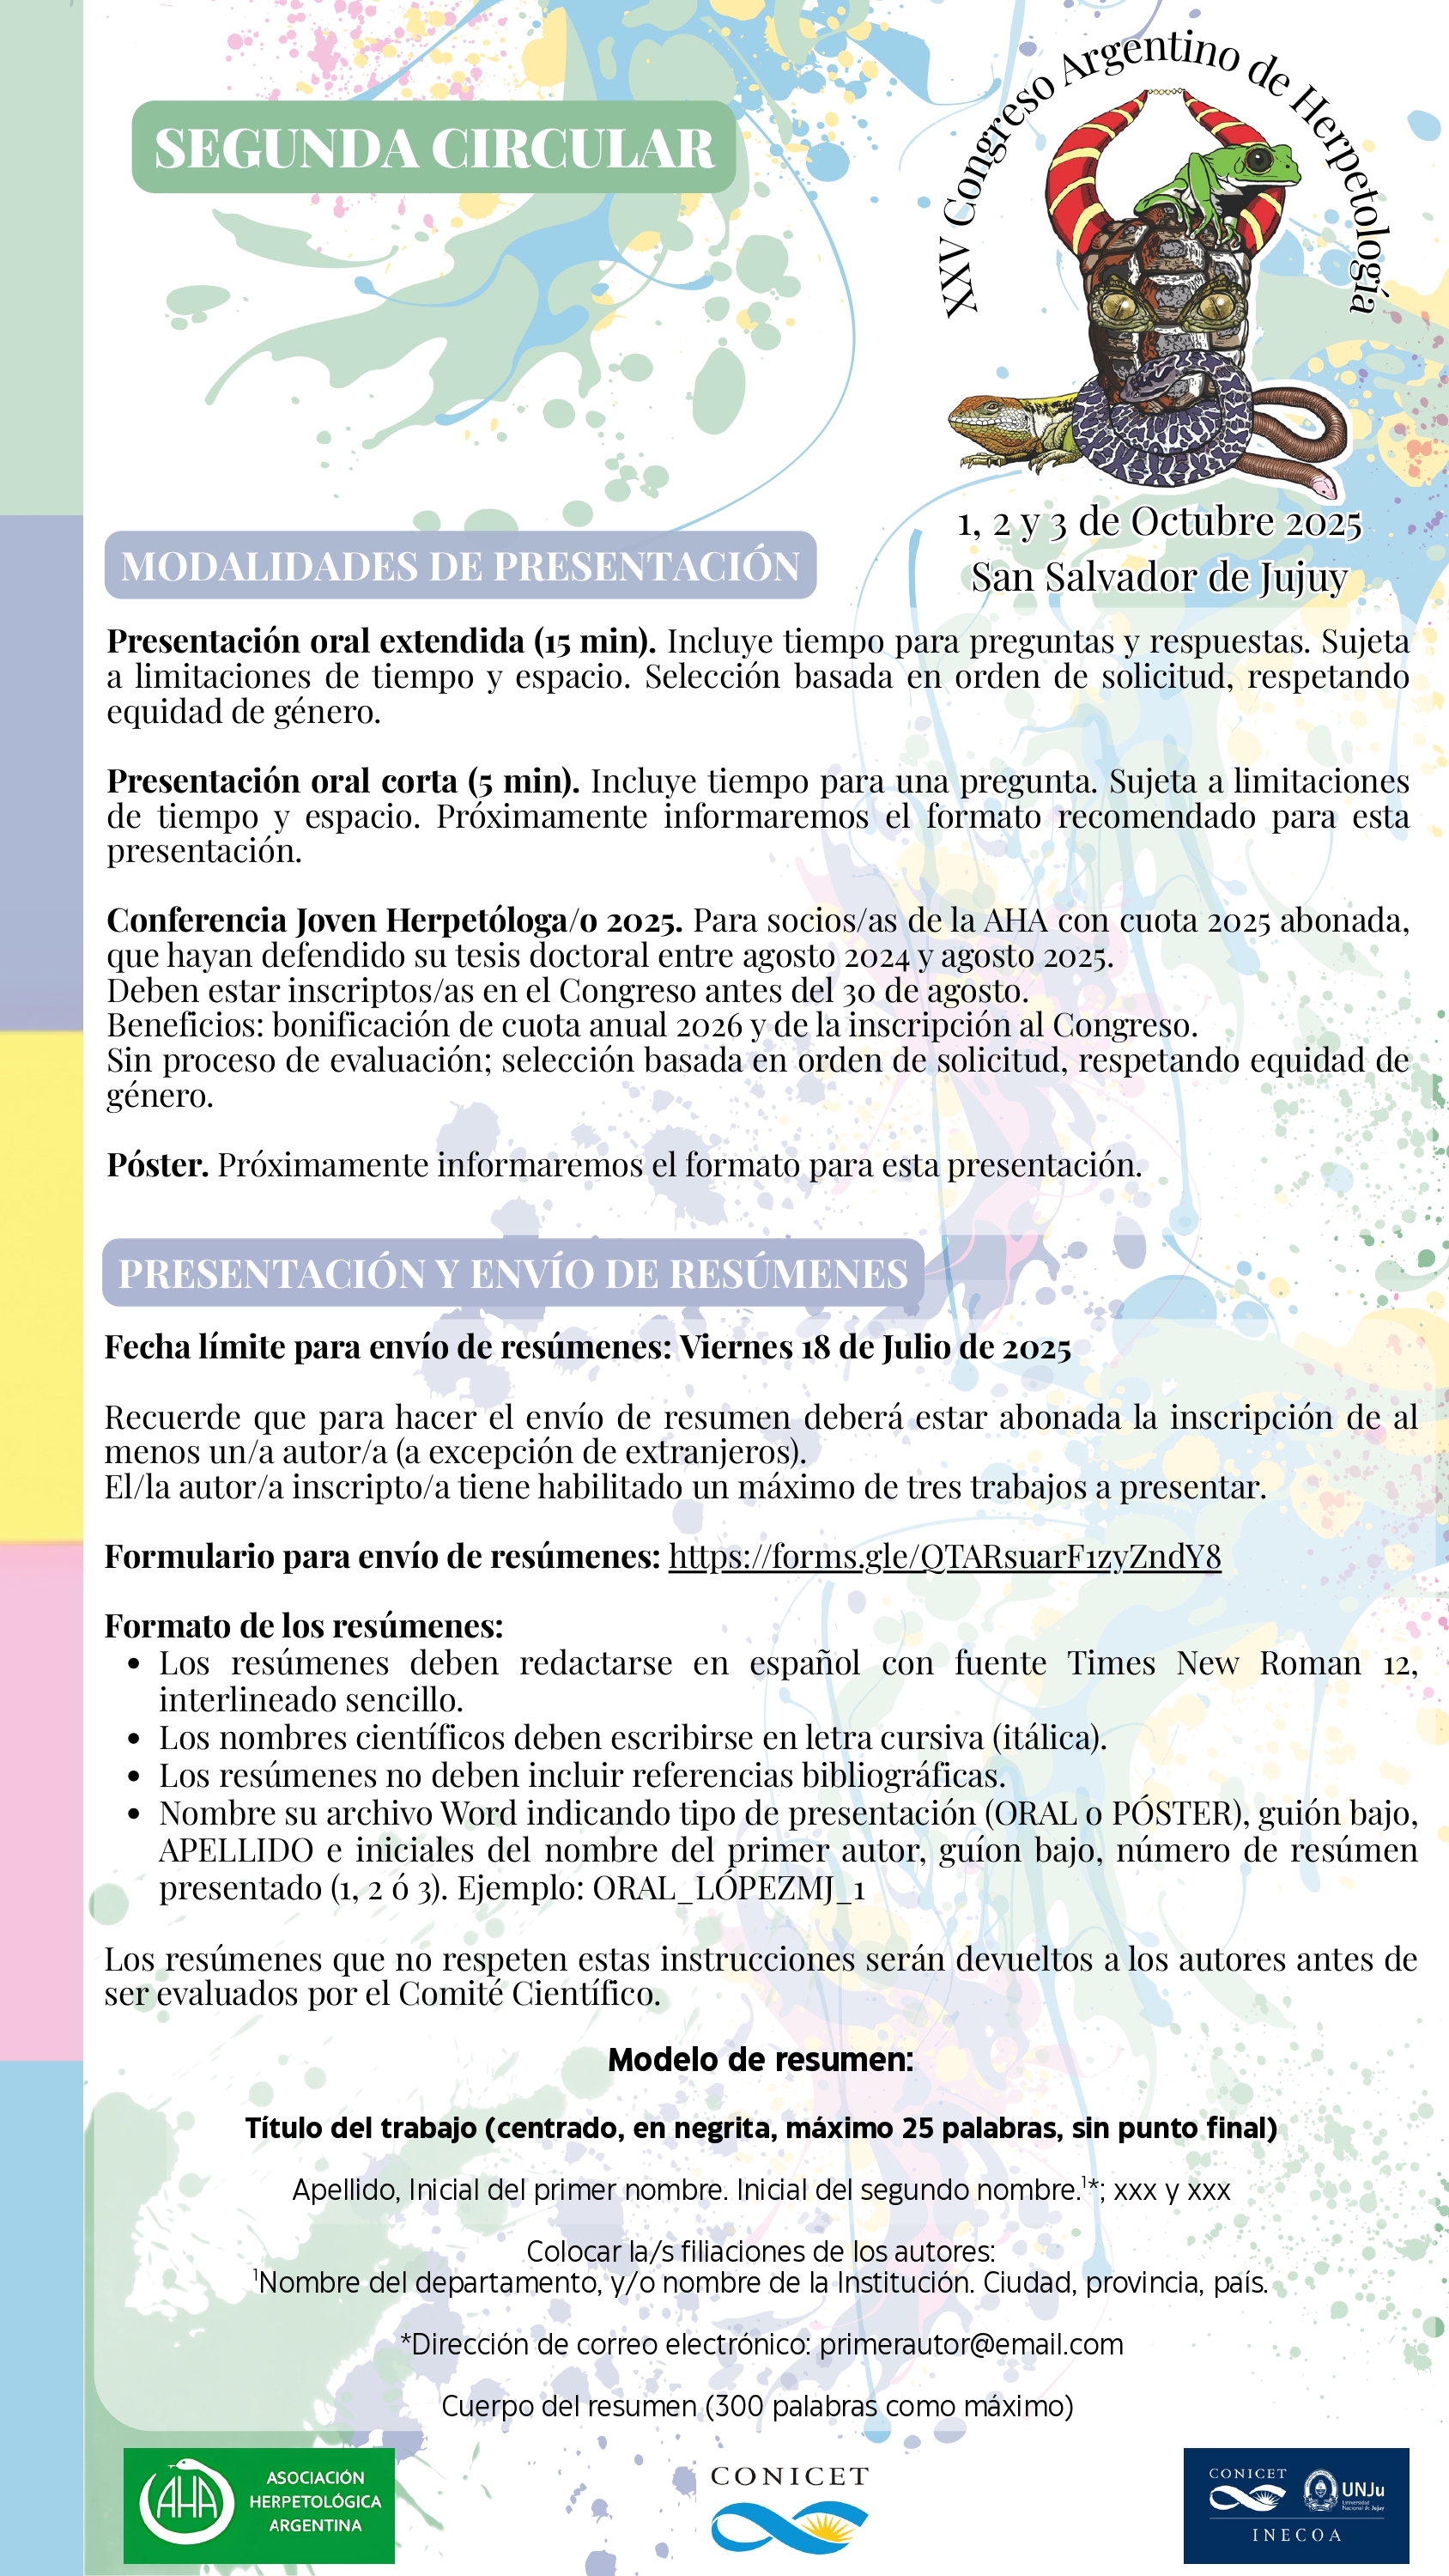 SEGUNDA CIRCULAR
XXV Congreso Argentino de Herpetología
1, 2 y 3 de Octubre 2025
San Salvador de Jujuy
MODALIDADES DE PRESENTACIÓN
Presentación oral extendida (15 min). Incluye tiempo para preguntas y respuestas. Sujeta
a limitaciones de tiempo y espacio. Selección basada en orden de solicitud, respetando
equidad de género.
Presentación oral corta (5 min). Incluye tiempo para una pregunta. Sujeta a limitaciones
de tiempo y espacio. Próximamente informaremos el formato recomendado para esta
presentación.
Conferencia Joven Herpetóloga/o 2025. Para socios/as de la AHA con cuota 2025 abonada,
que hayan defendido su tesis doctoral entre agosto 2024 y agosto 2025.
Deben estar inscriptos/as en el Congreso antes del 30 de agosto.
Beneficios: bonificación de cuota anual 2026 y de la inscripción al Congreso.
Sin proceso de evaluación; selección basada en orden de solicitud, respetando equidad de
género.
Póster. Próximamente informaremos el formato para esta presentación.
PRESENTACIÓN Y ENVÍO DE RESÚMENES
Fecha límite para envío de resúmenes: Viernes 18 de Julio de 2025
Recuerde que para hacer el envío de resumen deberá estar abonada la inscripción de al
menos un/a autor/a (a excepción de extranjeros).
El/la autor/a inscripto/a tiene habilitado un máximo de tres trabajos a presentar.
Formulario para envío de resúmenes: https://forms.gle/QTARsuarF1zyZndY8
Formato de los resúmenes:
• Los resúmenes deben redactarse en español con fuente Times New Roman 12,
interlineado sencillo.
• Los nombres científicos deben escribirse en letra cursiva (itálica).
• Los resúmenes no deben incluir referencias bibliográficas.
• Nombre su archivo Word indicando tipo de presentación (ORAL o PÓSTER), guión bajo,
APELLIDO e iniciales del nombre del primer autor, guíon bajo, número de resúmen
presentado (1, 2 ó 3). Ejemplo: ORAL_LÓPEZMJ_1
Los resúmenes que no respeten estas instrucciones serán devueltos a los autores antes de
ser evaluados por el Comité Científico.
Modelo de resumen:
Título del trabajo (centrado, en negrita, máximo 25 palabras, sin punto final)
Apellido, Inicial del primer nombre. Inicial del segundo nombre.¹*; xxx y xxx
Colocar la/s filiaciones de los autores:
¹Nombre del departamento, y/o nombre de la Institución. Ciudad, provincia, país.
*Dirección de correo electrónico: primerautor@email.com
Cuerpo del resumen (300 palabras como máximo)
AHA
ASOCIACIÓN
HERPETOLÓGICA
ARGENTINA
CONICET
CONICET
UNJu
Universidad
Nacional de Jujuy
INECOA